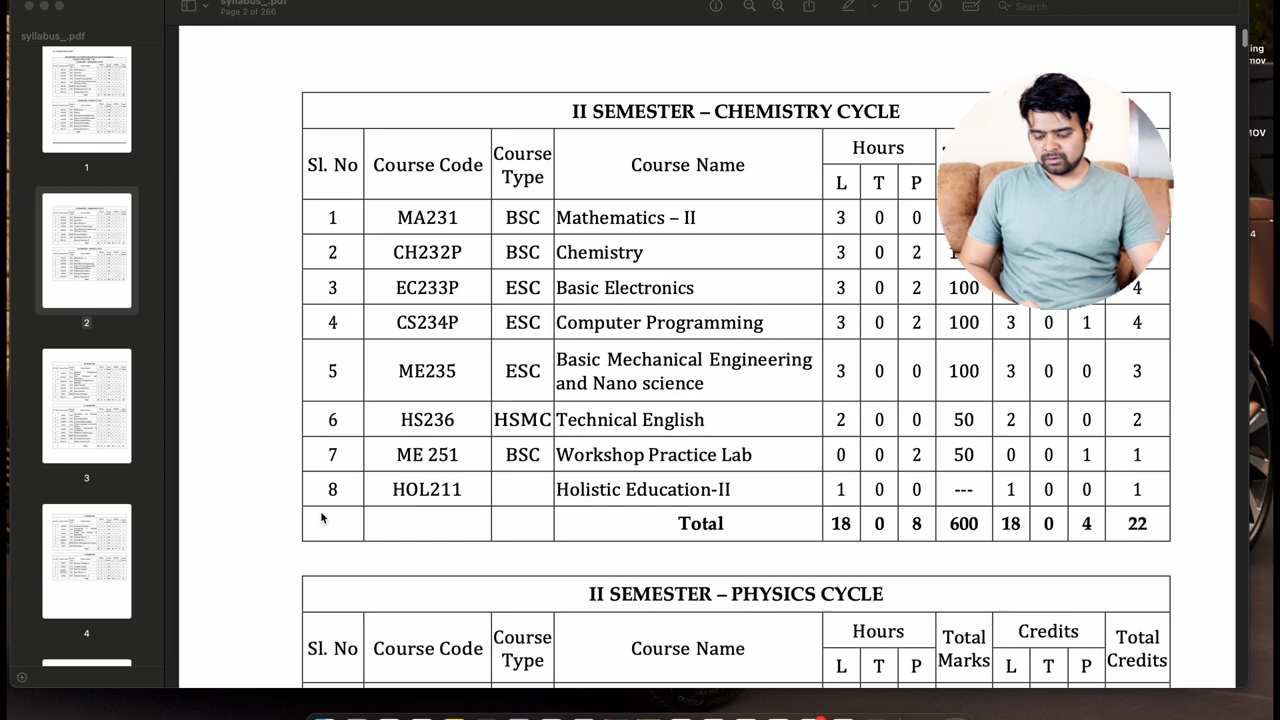 syllabus_.pdf
Page 2 of 266
Search
syllabus_.pdf
1
2
3
4
II SEMESTER – CHEMISTRY CYCLE
Sl. No Course Code Course Type Course Name Hours
L T P
1 MA231 BSC Mathematics – II 3 0 0
2 CH232P BSC Chemistry 3 0 2
3 EC233P ESC Basic Electronics 3 0 2 100 4
4 CS234P ESC Computer Programming 3 0 2 100 3 0 1 4
5 ME235 ESC Basic Mechanical Engineering
and Nano science 3 0 0 100 3 0 0 3
6 HS236 HSMC Technical English 2 0 0 50 2 0 0 2
7 ME 251 BSC Workshop Practice Lab 0 0 2 50 0 0 1 1
8 HOL211 Holistic Education-II 1 0 0 --- 1 0 0 1
Total 18 0 8 600 18 0 4 22
II SEMESTER – PHYSICS CYCLE
Sl. No Course Code Course Type Course Name Hours Total Marks Credits Total Credits
L T P L T P
ing
mov
MOV
4